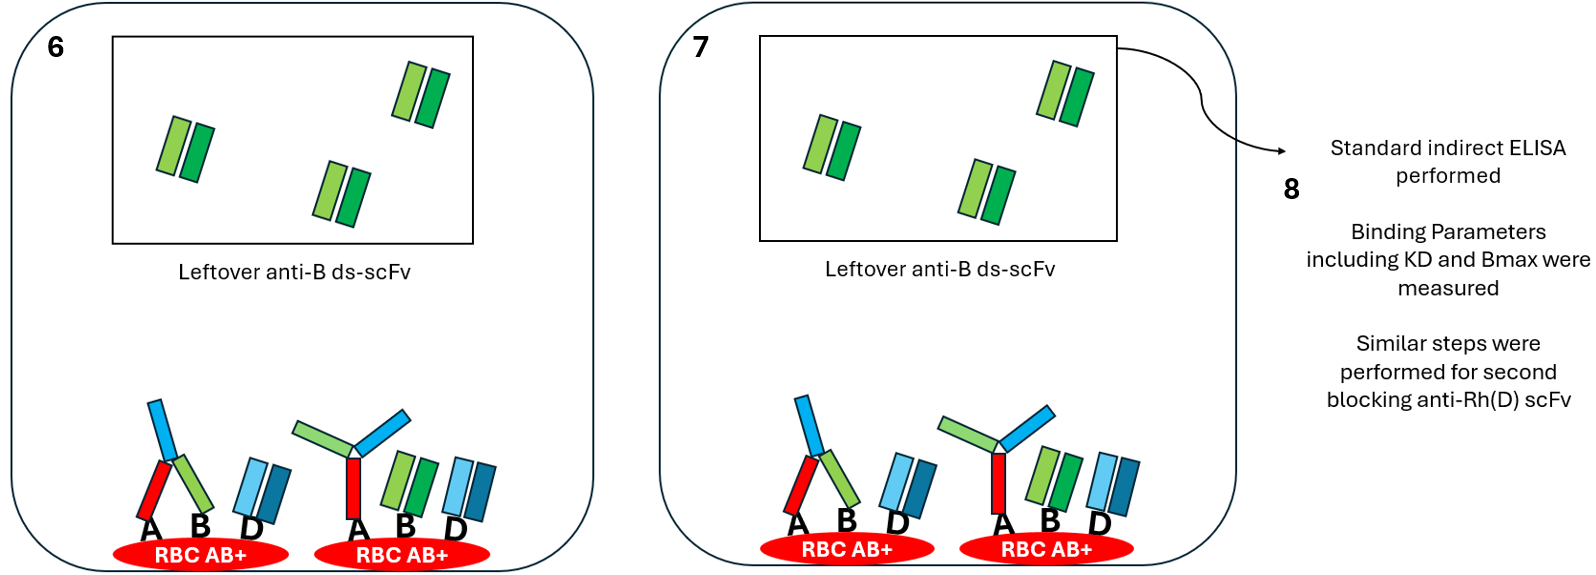 6
Leftover anti-B ds-scFv
A B D
RBC AB+
A B D
RBC AB+
7
Leftover anti-B ds-scFv
A B D
RBC AB+
A B D
RBC AB+
8
Standard indirect ELISA
performed
Binding Parameters
including KD and Bmax were
measured
Similar steps were
performed for second
blocking anti-Rh(D) scFv